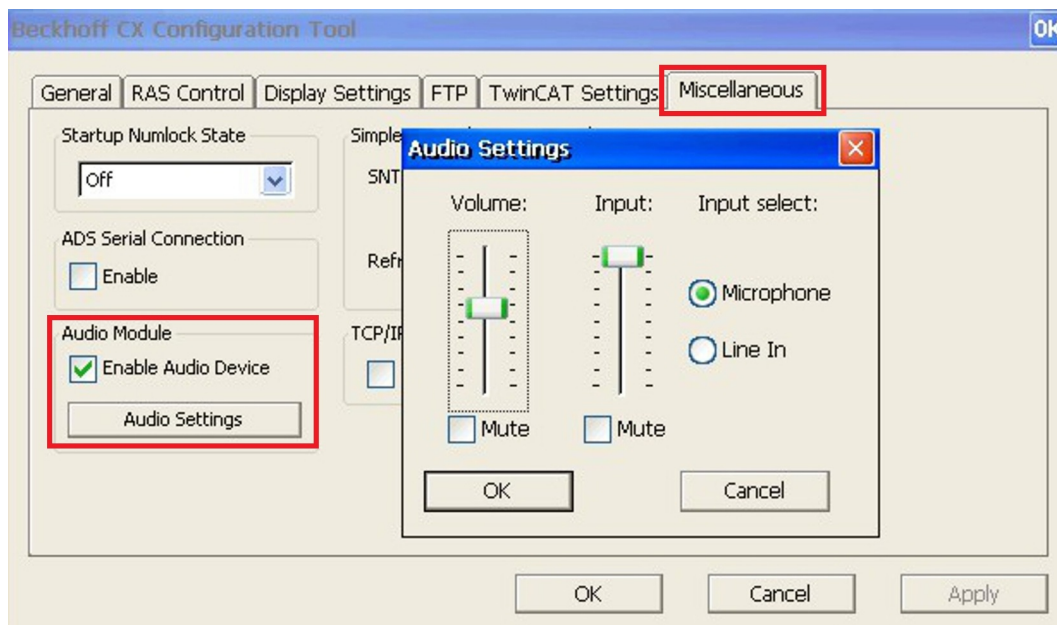 Beckhoff CX Configuration Tool
OK
General RAS Control Display Settings FTP TwinCAT Settings Miscellaneous
Startup Numlock State
Off
ADS Serial Connection
Enable
Audio Module
Enable Audio Device
Audio Settings
Simple
SNT
Refr
TCP/IP
Audio Settings
Volume: Input: Input select:
Microphone
Line In
Mute Mute
OK Cancel
OK Cancel Apply